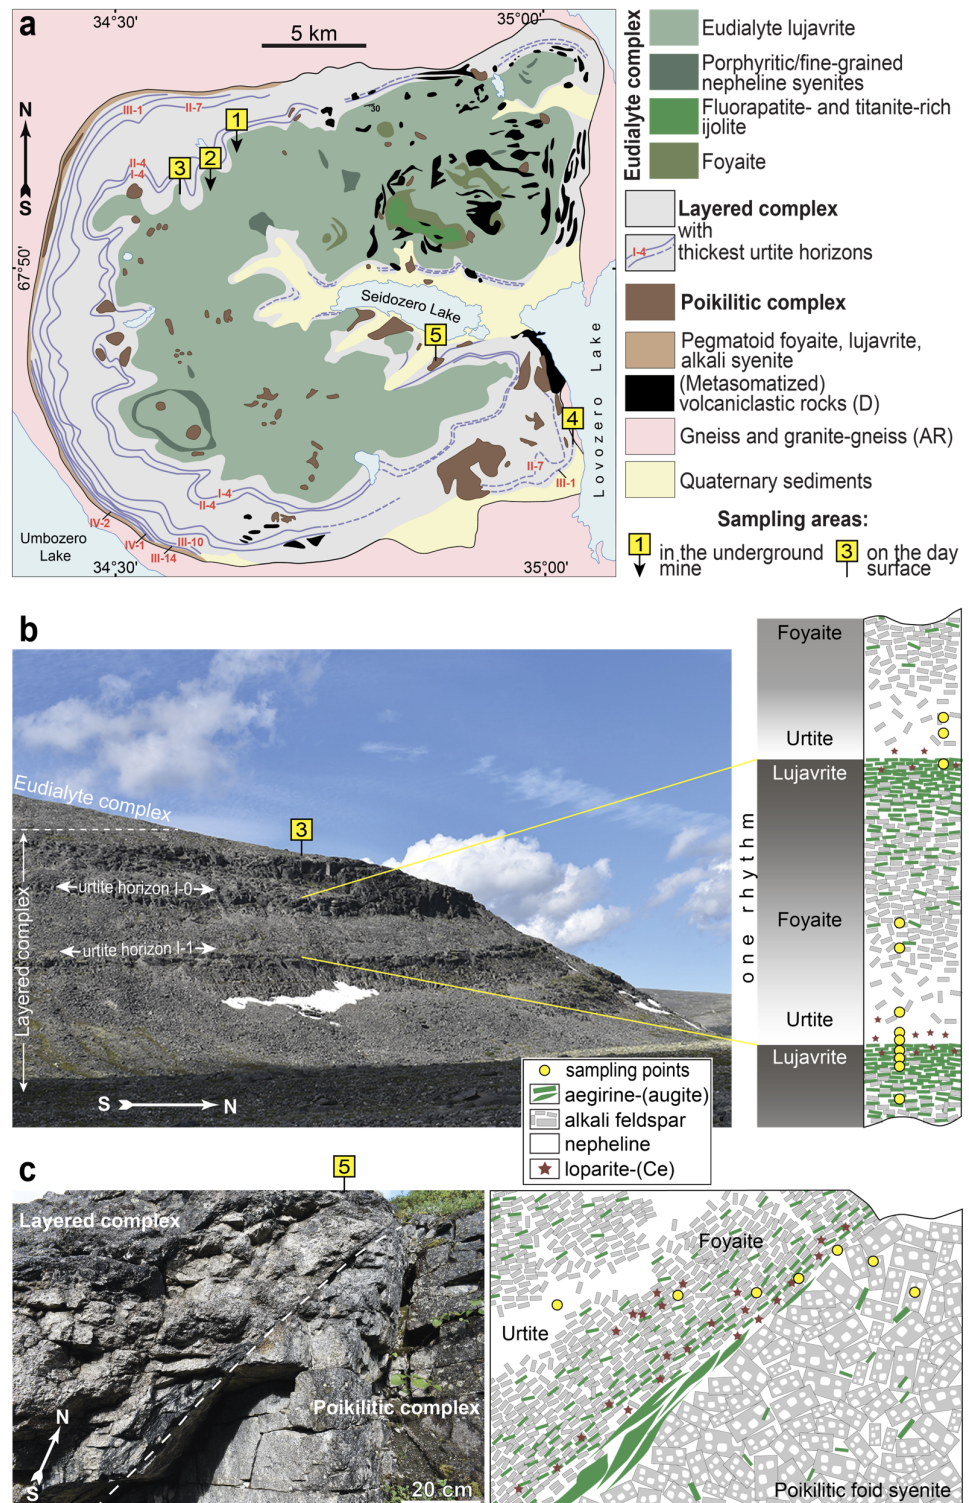 a
34°30'
35°00'
5 km
N
S
67°50'
III-1
II-7
30
1
2
3
II-4
I-4
Seidozero Lake
5
4
Lovozero Lake
II-7
III-1
I-4
II-4
IV-2
IV-1
III-10
III-14
Umbozero
Lake
34°30'
35°00'
Eudialyte complex
Eudialyte lujavrite
Porphyritic/fine-grained
nepheline syenites
Fluorapatite- and titanite-rich
ijolite
Foyaite
Layered complex
with
thickest urtite horizons
I-4
Poikilitic complex
Pegmatoid foyaite, lujavrite,
alkali syenite
(Metasomatized)
volcaniclastic rocks (D)
Gneiss and granite-gneiss (AR)
Quaternary sediments
Sampling areas:
1 in the underground
mine
3 on the day
surface
b
Eudialyte complex
3
urtite horizon I-0
urtite horizon I-1
Layered complex
S N
one rhythm
Foyaite
Urtite
Lujavrite
Foyaite
Urtite
Lujavrite
sampling points
aegirine-(augite)
alkali feldspar
nepheline
loparite-(Ce)
c
5
Layered complex
Poikilitic complex
N
S
20 cm
Foyaite
Urtite
Poikilitic foid syenite